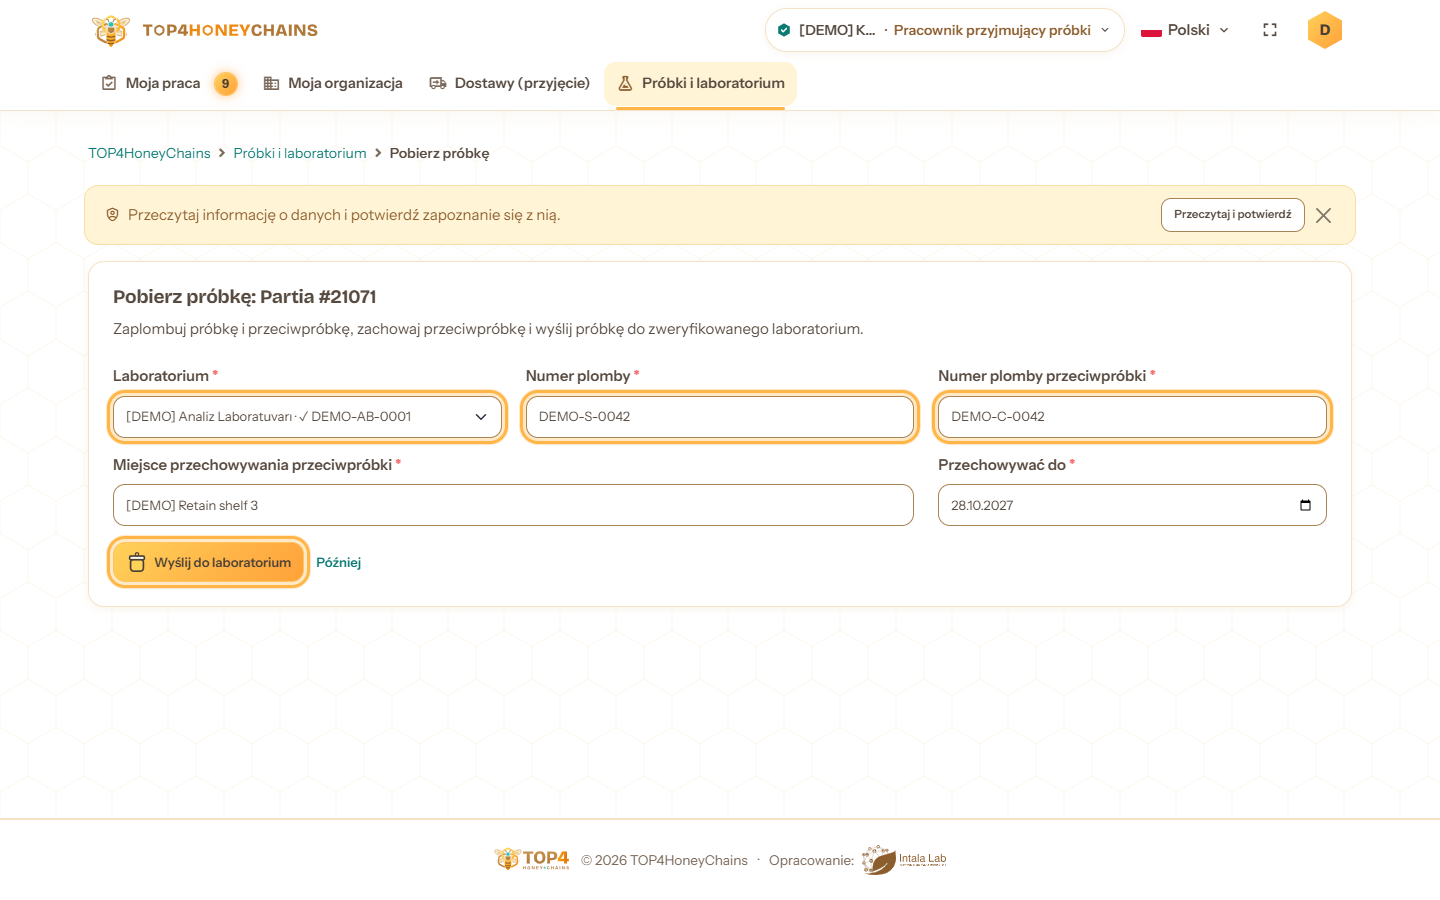 TOP4HONEYCHAINS
[DEMO] K... · Pracownik przyjmujący próbki
Polski
D
Moja praca 9
Moja organizacja
Dostawy (przyjęcie)
Próbki i laboratorium
TOP4HoneyChains > Próbki i laboratorium > Pobierz próbkę
Przeczytaj informację o danych i potwierdź zapoznanie się z nią.
Przeczytaj i potwierdź
Pobierz próbkę: Partia #21071
Zaplombuj próbkę i przeciwpróbkę, zachowaj przeciwpróbkę i wyślij próbkę do zweryfikowanego laboratorium.
Laboratorium *
Numer plomby *
Numer plomby przeciwpróbki *
[DEMO] Analiz Laboratuvarı · ✓ DEMO-AB-0001
DEMO-S-0042
DEMO-C-0042
Miejsce przechowywania przeciwpróbki *
Przechowywać do *
[DEMO] Retain shelf 3
28.10.2027
Wyślij do laboratorium
Później
TOP4
HONEYCHAINS
© 2026 TOP4HoneyChains · Opracowanie:
Intala Lab